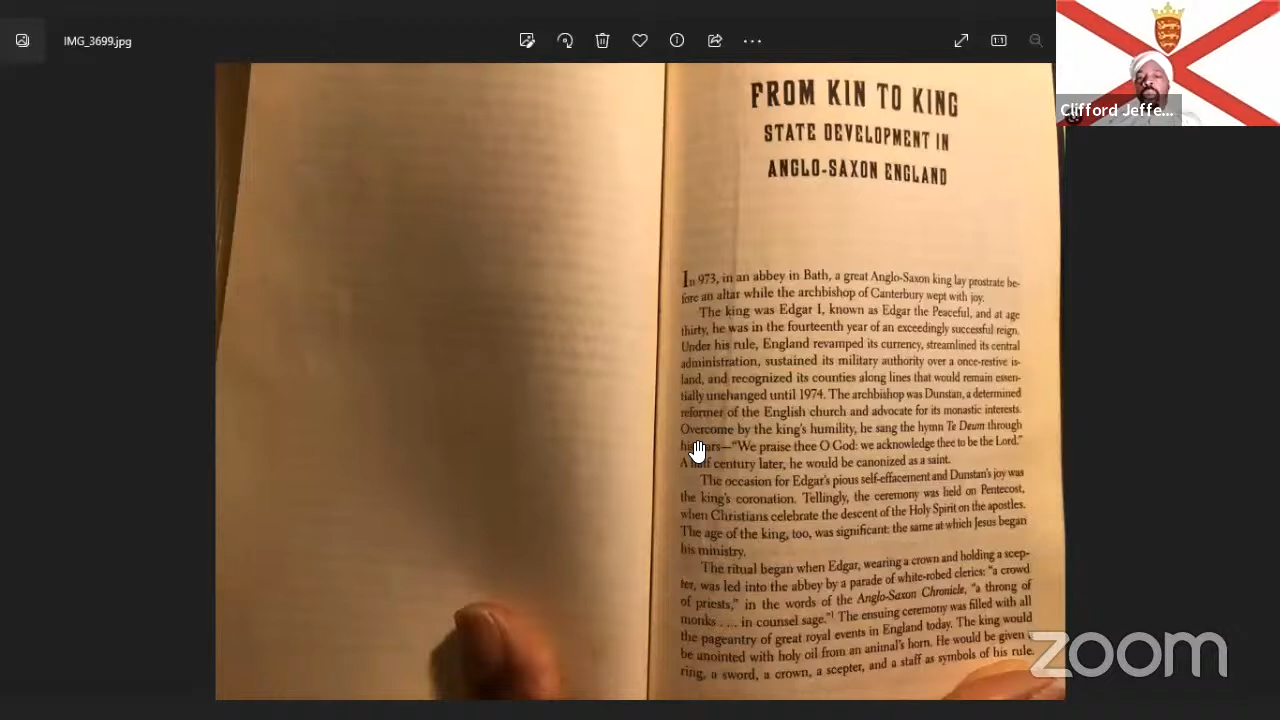 IMG_3699.jpg
1:1
Clifford Jeffe...
FROM KIN TO KING
STATE DEVELOPMENT IN
ANGLO-SAXON ENGLAND
In 973, in an abbey in Bath, a great Anglo-Saxon king lay prostrate be-
fore an altar while the archbishop of Canterbury wept with joy.
The king was Edgar I, known as Edgar the Peaceful, and at age
thirty, he was in the fourteenth year of an exceedingly successful reign.
Under his rule, England revamped its currency, streamlined its central
administration, sustained its military authority over a once-restive is-
land, and recognized its counties along lines that would remain essen-
tially unchanged until 1974. The archbishop was Dunstan, a determined
reformer of the English church and advocate for its monastic interests.
Overcome by the king's humility, he sang the hymn Te Deum through
"We praise thee O God: we acknowledge thee to be the Lord."
A century later, he would be canonized as a saint.
The occasion for Edgar's pious self-effacement and Dunstan's joy was
the king's coronation. Tellingly, the ceremony was held on Pentecost,
when Christians celebrate the descent of the Holy Spirit on the apostles.
The age of the king, too, was significant: the same at which Jesus began
his ministry.
The ritual began when Edgar, wearing a crown and holding a scep-
ter, was led into the abbey by a parade of white-robed clerics: "a crowd
of priests," in the words of the Anglo-Saxon Chronicle, "a throng of
monks . . . in counsel sage."1 The ensuing ceremony was filled with all
the pageantry of great royal events in England today. The king would
be anointed with holy oil from an animal's horn. He would be given
ring, a sword, a crown, a scepter, and a staff as symbols of his rule.
zoom